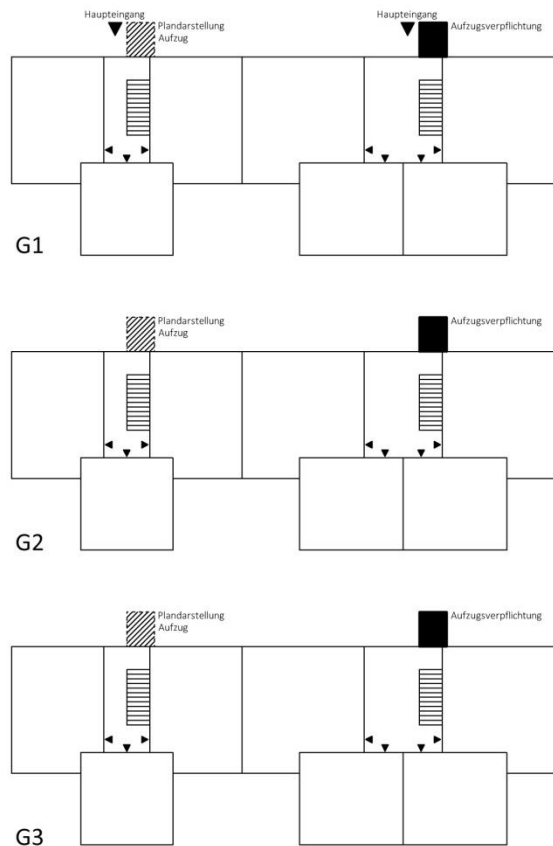 Haupteingang
Plandarstellung
Aufzug
Haupteingang
Aufzugsverpflichtung
G1
Plandarstellung
Aufzug
Aufzugsverpflichtung
G2
Plandarstellung
Aufzug
Aufzugsverpflichtung
G3